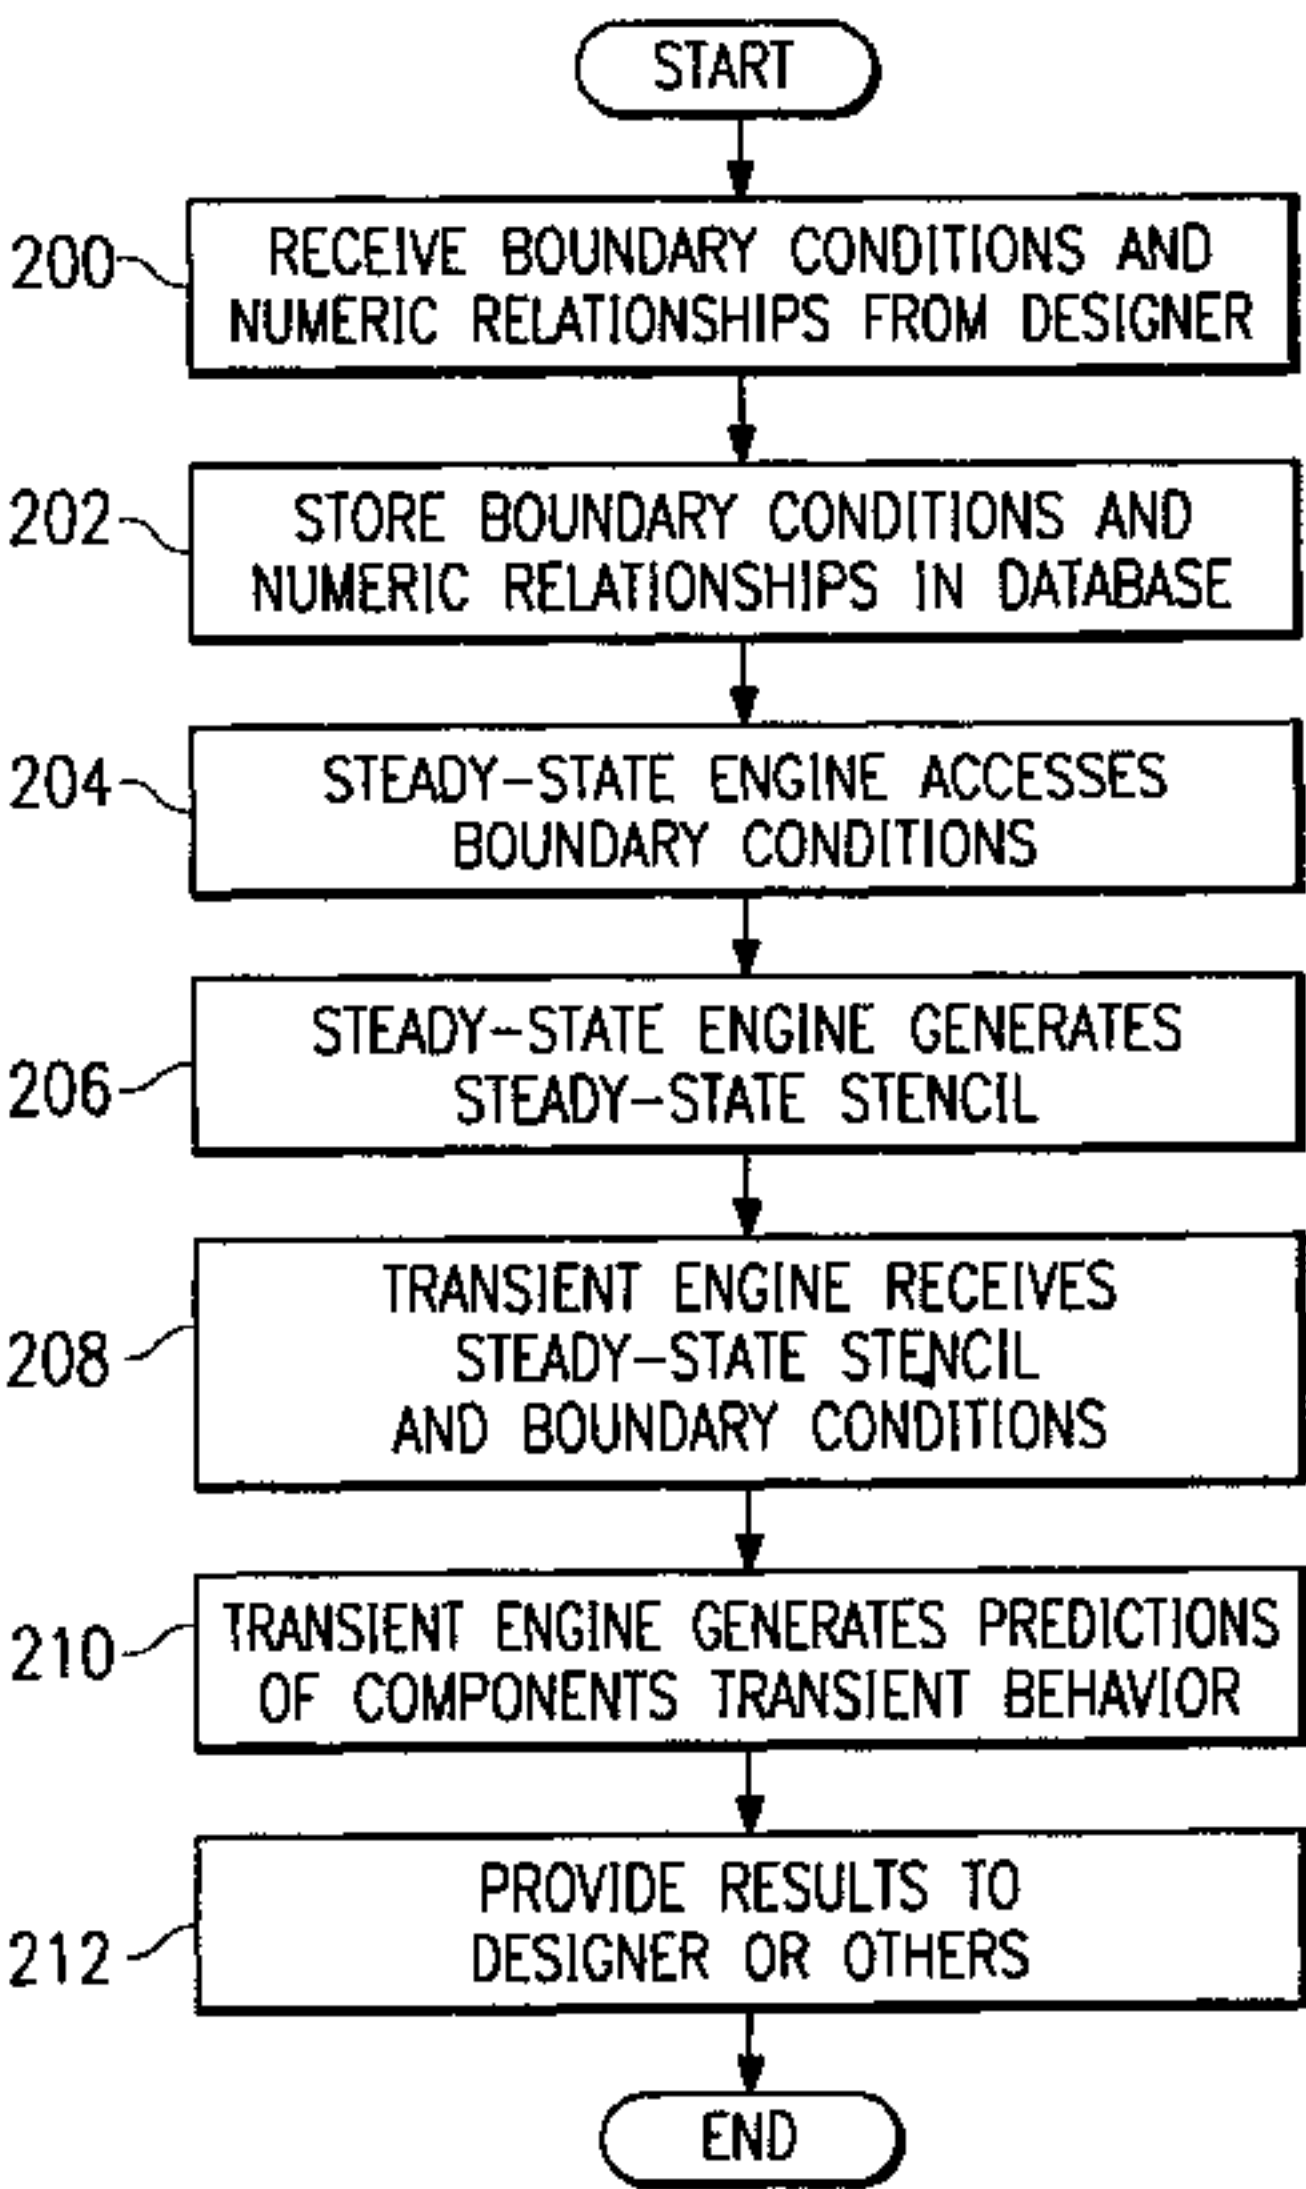 START
200
RECEIVE BOUNDARY CONDITIONS AND
NUMERIC RELATIONSHIPS FROM DESIGNER
202
STORE BOUNDARY CONDITIONS AND
NUMERIC RELATIONSHIPS IN DATABASE
204
STEADY-STATE ENGINE ACCESSES
BOUNDARY CONDITIONS
206
STEADY-STATE ENGINE GENERATES
STEADY-STATE STENCIL
208
TRANSIENT ENGINE RECEIVES
STEADY-STATE STENCIL
AND BOUNDARY CONDITIONS
210
TRANSIENT ENGINE GENERATES PREDICTIONS
OF COMPONENTS TRANSIENT BEHAVIOR
212
PROVIDE RESULTS TO
DESIGNER OR OTHERS
END